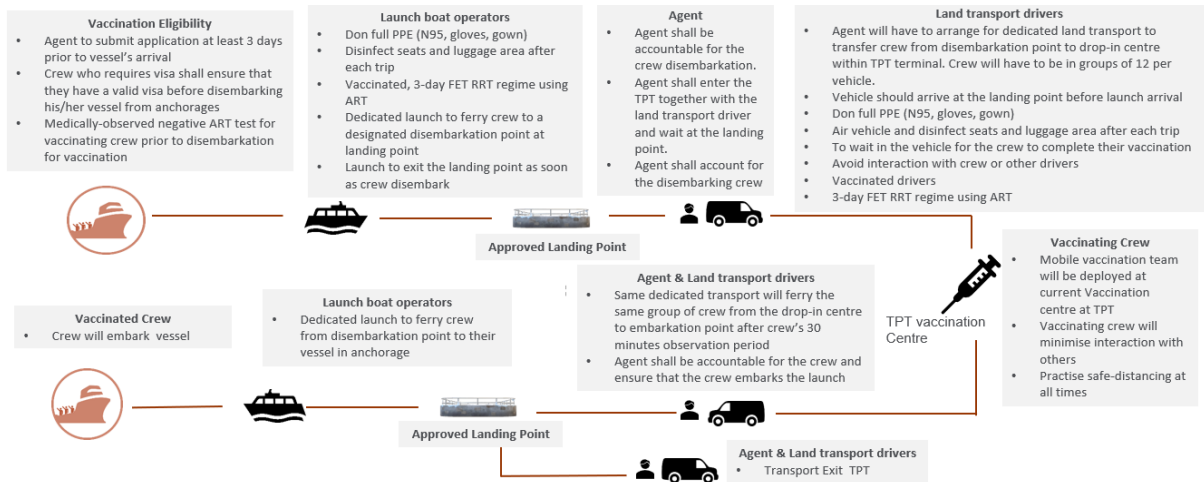 Vaccination Eligibility
• Agent to submit application at least 3 days
prior to vessel's arrival
• Crew who requires visa shall ensure that
they have a valid visa before disembarking
his/her vessel from anchorages
• Medically-observed negative ART test for
vaccinating crew prior to disembarkation
for vaccination
Launch boat operators
• Don full PPE (N95, gloves, gown)
• Disinfect seats and luggage area after
each trip
• Vaccinated, 3-day FET RRT regime using
ART
• Dedicated launch to ferry crew to a
designated disembarkation point at
landing point
• Launch to exit the landing point as soon
as crew disembark
Agent
• Agent shall be
accountable for the
crew disembarkation.
• Agent shall enter the
TPT together with the
land transport driver
and wait at the landing
point.
• Agent shall account for
the disembarking crew
Land transport drivers
• Agent will have to arrange for dedicated land transport to
transfer crew from disembarkation point to drop-in centre
within TPT terminal. Crew will have to be in groups of 12 per
vehicle.
• Vehicle should arrive at the landing point before launch arrival
• Don full PPE (N95, gloves, gown)
• Air vehicle and disinfect seats and luggage area after each trip
• To wait in the vehicle for the crew to complete their vaccination
• Avoid interaction with crew or other drivers
• Vaccinated drivers
• 3-day FET RRT regime using ART
Approved Landing Point
Vaccinating Crew
• Mobile vaccination team
will be deployed at
current Vaccination
centre at TPT
• Vaccinating crew will
minimise interaction with
others
• Practise safe-distancing at
all times
TPT vaccination
Centre
Agent & Land transport drivers
• Same dedicated transport will ferry the
same group of crew from the drop-in centre
to embarkation point after crew's 30
minutes observation period
• Agent shall be accountable for the crew and
ensure that the crew embarks the launch
Launch boat operators
• Dedicated launch to ferry crew
from disembarkation point to their
vessel in anchorage
Vaccinated Crew
• Crew will embark vessel
Approved Landing Point
Agent & Land transport drivers
• Transport Exit TPT